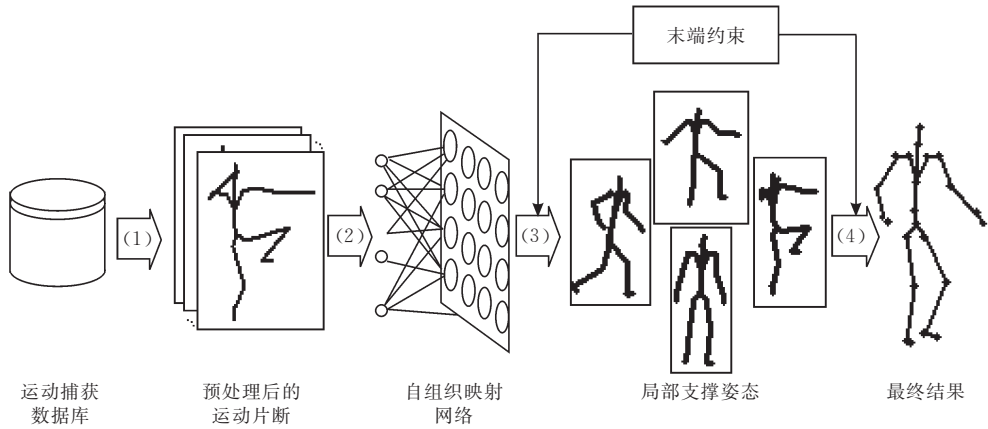 末端约束
(1)
(2)
(3)
(4)
运动捕获
数据库
预处理后的
运动片断
自组织映射
网络
局部支撑姿态
最终结果